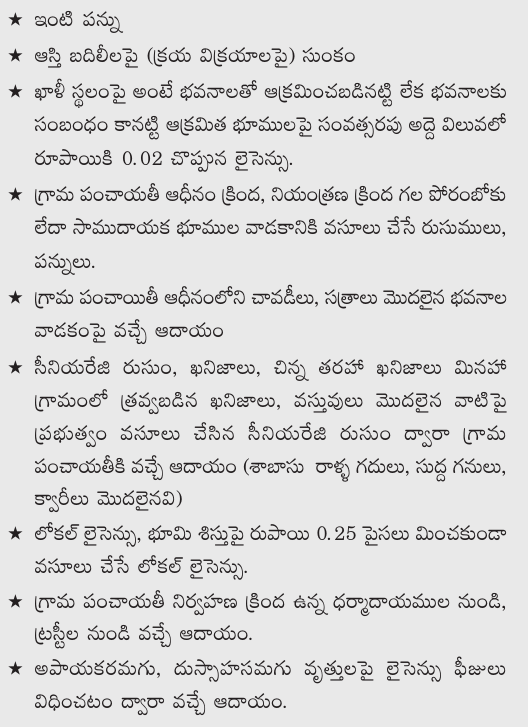 ★ ఇంటి పన్ను
★ ఆస్తి బదిలీలపై (క్రయ విక్రయాలపై) సుంకం
★ ఖాళీ స్థలంపై అంటే భవనాలతో ఆక్రమించబడినట్టి లేక భవనాలకు
సంబంధం కానట్టి ఆక్రమిత భూములపై సంవత్సరపు అద్దె విలువలో
రూపాయికి 0.02 చొప్పున లైసెన్సు.
★ గ్రామ పంచాయతీ ఆధీనం క్రింద, నియంత్రణ క్రింద గల పోరంబోకు
లేదా సాముదాయక భూముల వాడకానికి వసూలు చేసే రుసుములు,
పన్నులు.
★ గ్రామ పంచాయితీ ఆధీనంలోని చావడీలు, సత్రాలు మొదలైన భవనాల
వాడకంపై వచ్చే ఆదాయం
★ సీనియరేజి రుసుం, ఖనిజాలు, చిన్న తరహా ఖనిజాలు మినహా
గ్రామంలో త్రవ్వబడిన ఖనిజాలు, వస్తువులు మొదలైన వాటిపై
ప్రభుత్వం వసూలు చేసిన సీనియరేజి రుసుం ద్వారా గ్రామ
పంచాయతీకి వచ్చే ఆదాయం (శాబాసు రాళ్ళ గదులు, సుద్ద గనులు,
క్వారీలు మొదలైనవి)
★ లోకల్ లైసెన్సు, భూమి శిస్తుపై రుపాయి 0.25 పైసలు మించకుండా
వసూలు చేసే లోకల్ లైసెన్సు.
★ గ్రామ పంచాయతీ నిర్వహణ క్రింద ఉన్న ధర్మాదాయముల నుండి,
ట్రస్టీల నుండి వచ్చే ఆదాయం.
★ అపాయకరమగు, దుస్సాహసమగు వృత్తులపై లైసెన్సు ఫీజులు
విధించటం ద్వారా వచ్చే ఆదాయం.